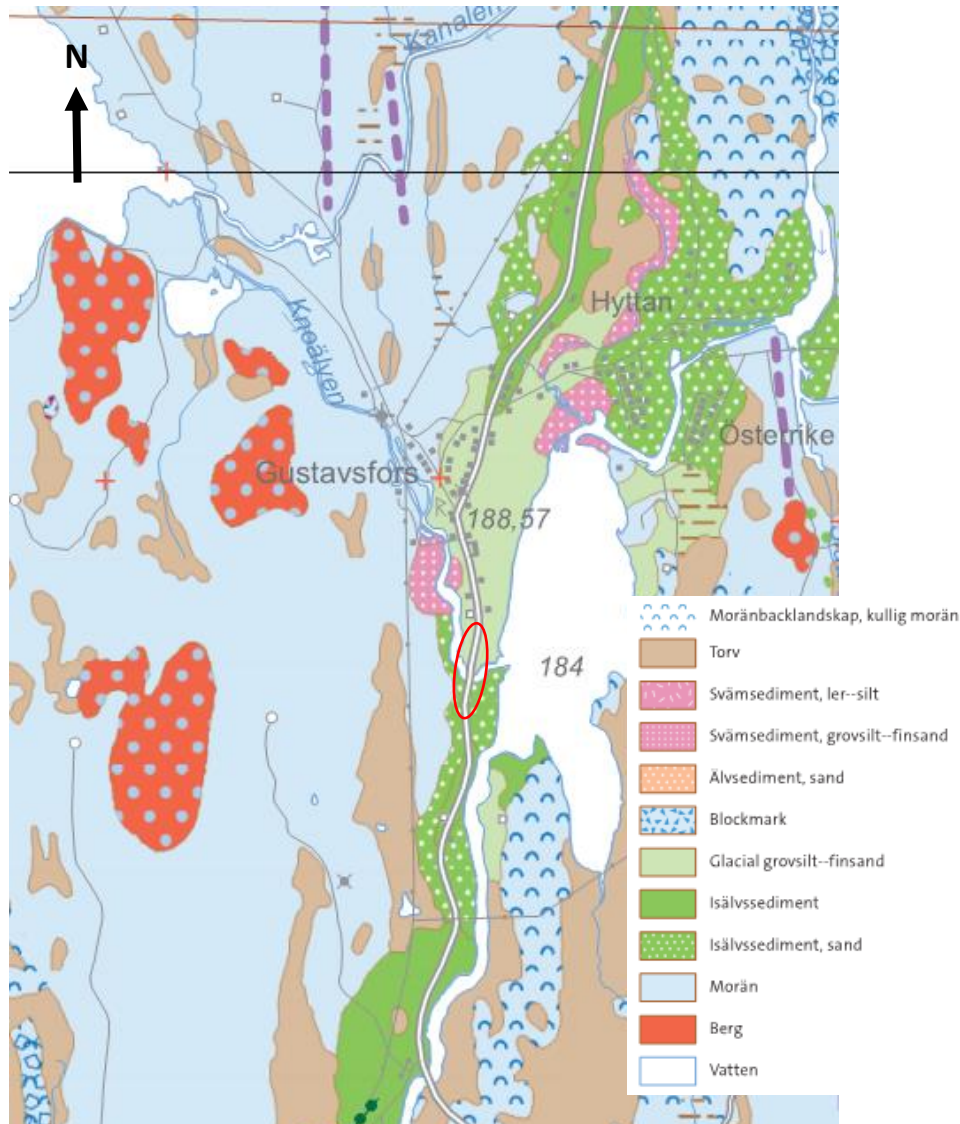 Kanalen
N
Hyttan
Knoälven
Österrike
Gustavsfors
188,57
184
Moränbacklandskap, kullig morän
Torv
Svämsediment, ler--silt
Svämsediment, grovsilt--finsand
Älvsediment, sand
Blockmark
Glacial grovsilt--finsand
Isälvssediment
Isälvssediment, sand
Morän
Berg
Vatten